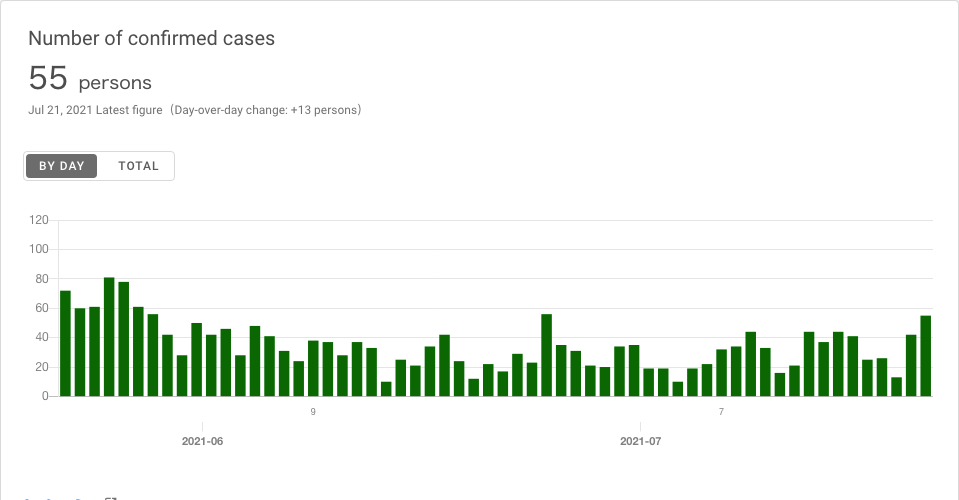 Number of confirmed cases
55 persons
Jul 21, 2021 Latest figure (Day-over-day change: +13 persons)
BY DAY TOTAL
120
100
80
60
40
20
0
9 7
2021-06 2021-07